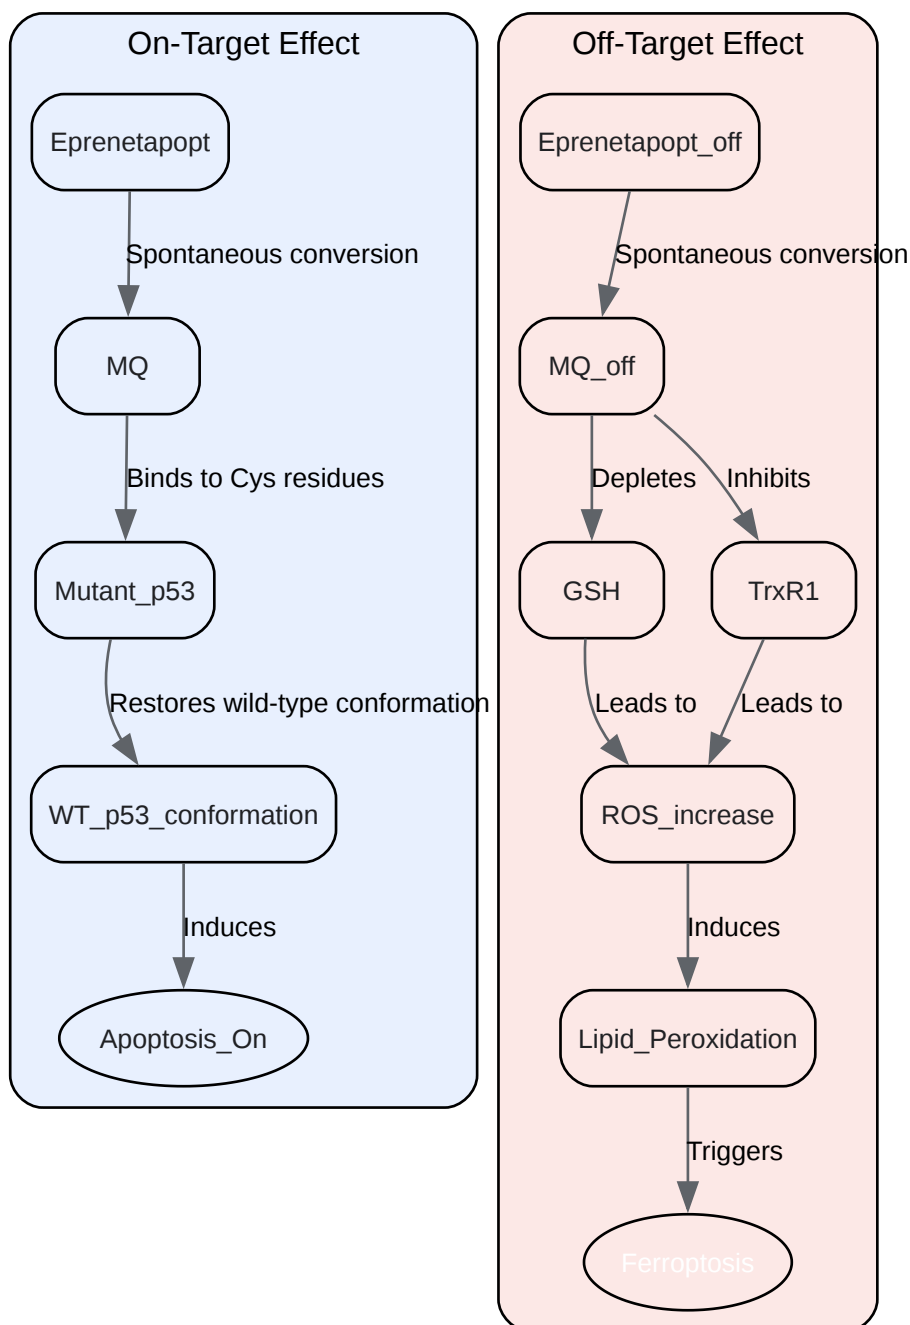 On-Target Effect
Eprenetapopt
Spontaneous conversion
MQ
Binds to Cys residues
Mutant_p53
Restores wild-type conformation
WT_p53_conformation
Induces
Apoptosis_On
Off-Target Effect
Eprenetapopt_off
Spontaneous conversion
MQ_off
Depletes
Inhibits
GSH
TrxR1
Leads to
Leads to
ROS_increase
Induces
Lipid_Peroxidation
Triggers
Ferroptosis